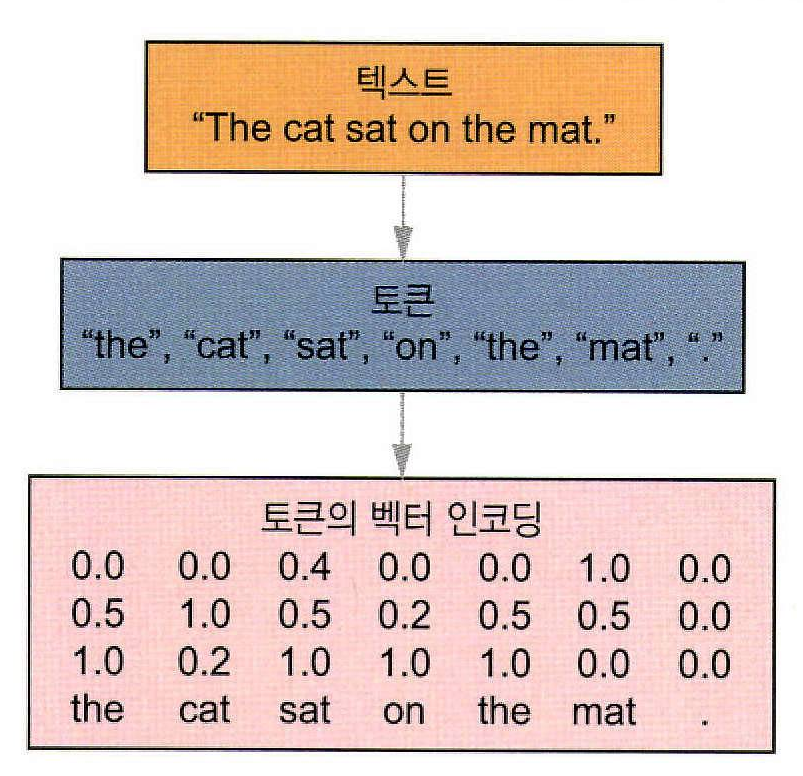 텍스트
“The cat sat on the mat.”
토큰
“the”, “cat”, “sat”, “on”, “the”, “mat”, “.”
토큰의 벡터 인코딩
0.0 0.0 0.4 0.0 0.0 1.0 0.0
0.5 1.0 0.5 0.2 0.5 0.5 0.0
1.0 0.2 1.0 1.0 1.0 0.0 0.0
the cat sat on the mat .